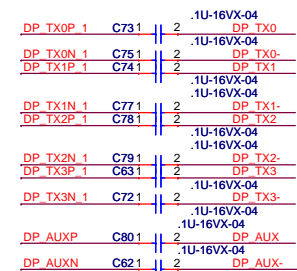 .1U-16VX-04
DP_TX0P_1 C73 1 2 DP_TX0
.1U-16VX-04
DP_TX0N_1 C75 1 2 DP_TX0-
DP_TX1P_1 C74 1 2 DP_TX1
.1U-16VX-04
.1U-16VX-04
DP_TX1N_1 C77 1 2 DP_TX1-
DP_TX2P_1 C78 1 2 DP_TX2
.1U-16VX-04
.1U-16VX-04
DP_TX2N_1 C79 1 2 DP_TX2-
DP_TX3P_1 C63 1 2 DP_TX3
.1U-16VX-04
DP_TX3N_1 C72 1 2 DP_TX3-
.1U-16VX-04
.1U-16VX-04
DP_AUXP C80 1 2 DP_AUX
.1U-16VX-04
DP_AUXN C62 1 2 DP_AUX-